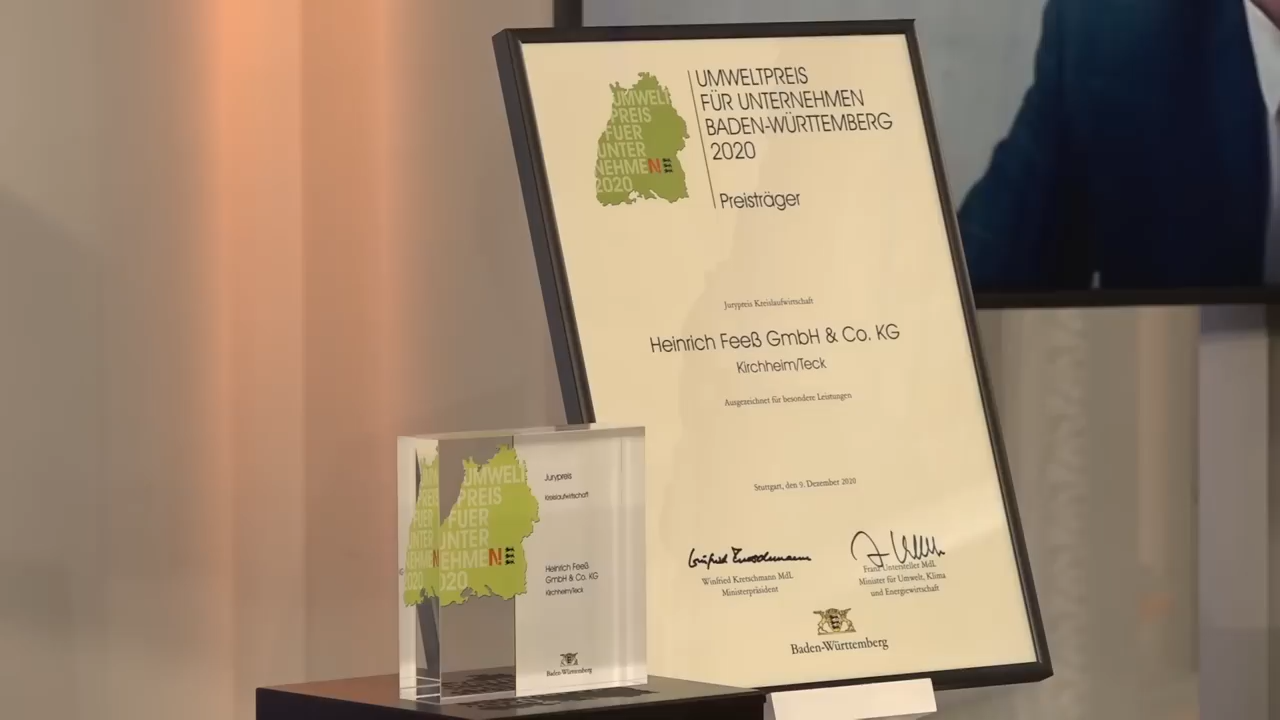 UMWELT
PREIS
FUER
UNTER
NEHMEN
2020
UMWELTPREIS
FÜR UNTERNEHMEN
BADEN-WÜRTTEMBERG
2020
Preisträger
Jurypreis Kreislaufwirtschaft
Heinrich Feeß GmbH & Co. KG
Kirchheim/Teck
Ausgezeichnet für besondere Leistungen
Stuttgart, den 9. Dezember 2020
Winfried Kretschmann MdL
Ministerpräsident
Franz Untersteller MdL
Minister für Umwelt, Klima
und Energiewirtschaft
Baden-Württemberg
UMWELT
PREIS
FUER
UNTER
NEHMEN
2020
Jurypreis
Kreislaufwirtschaft
Heinrich Feeß
GmbH & Co. KG
Kirchheim/Teck
Baden-Württemberg